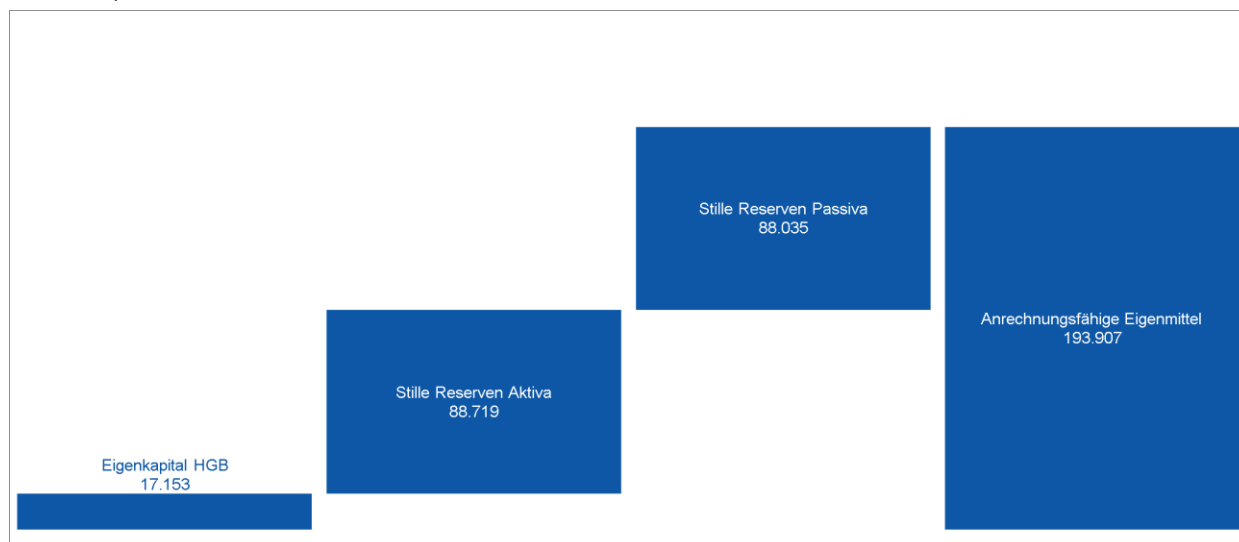 Stille Reserven Passiva
88.035
Anrechnungsfähige Eigenmittel
193.907
Stille Reserven Aktiva
88.719
Eigenkapital HGB
17.153